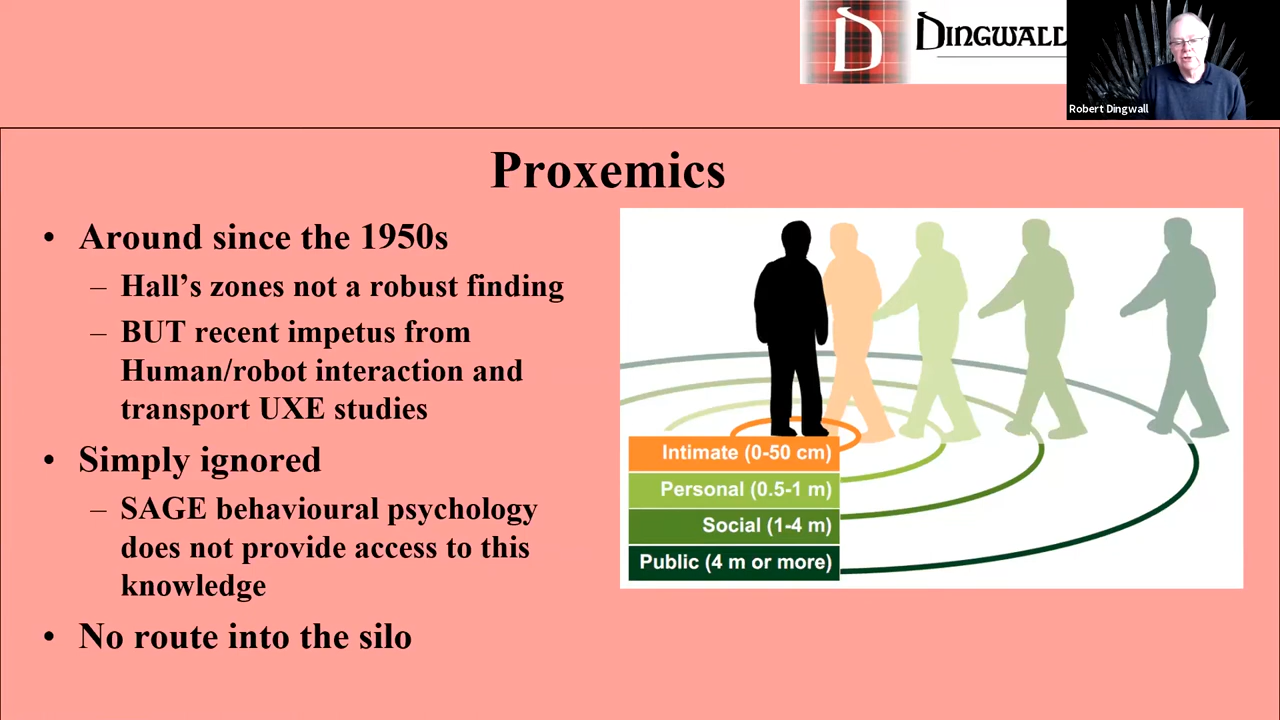 DINGWALL
Robert Dingwall
Proxemics
• Around since the 1950s
– Hall’s zones not a robust finding
– BUT recent impetus from
Human/robot interaction and
transport UXE studies
• Simply ignored
– SAGE behavioural psychology
does not provide access to this
knowledge
• No route into the silo
Intimate (0-50 cm)
Personal (0.5-1 m)
Social (1-4 m)
Public (4 m or more)